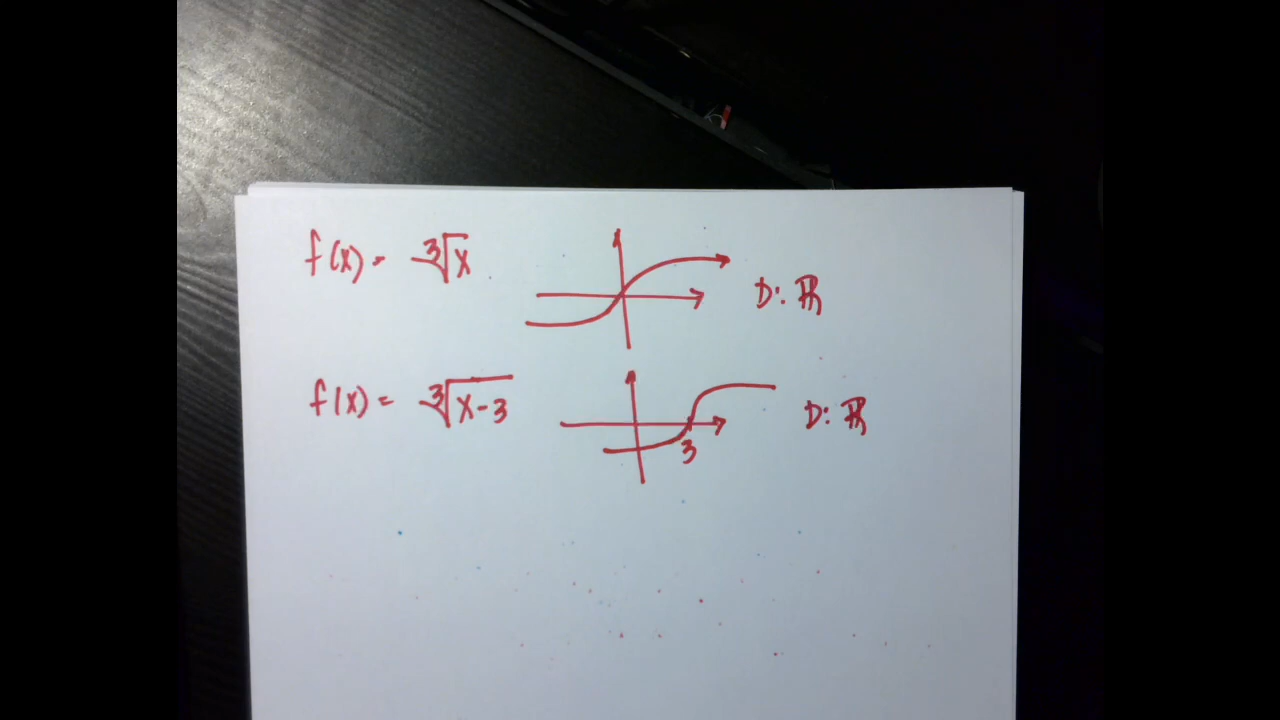 f(x) = ∛x D: ℝ
f(x) = ∛x-3 D: ℝ
3